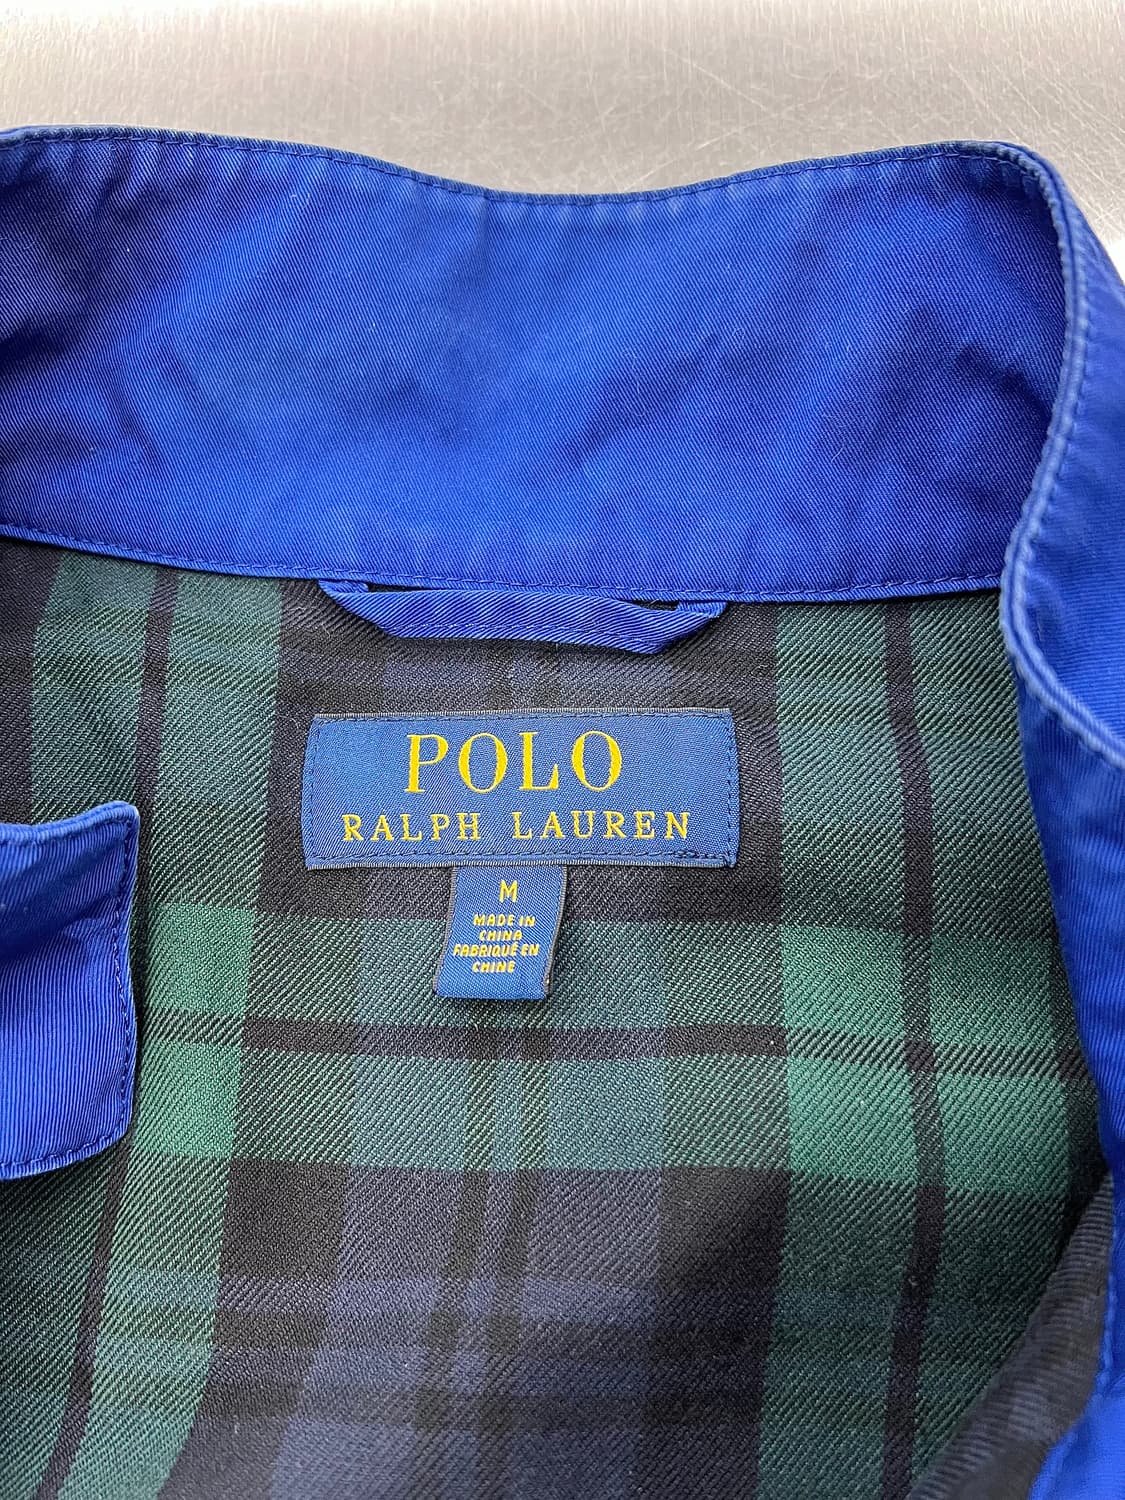 POLO
RALPH LAUREN
M
MADE IN
CHINA
FABRIQUÉ EN
CHINE